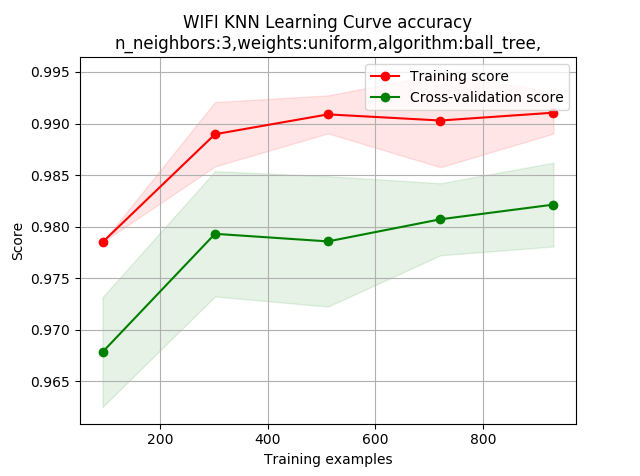 WIFI KNN Learning Curve accuracy
n_neighbors:3,weights:uniform,algorithm:ball_tree,
Training score
Cross-validation score
0.995
0.990
0.985
0.980
0.975
0.970
0.965
Score
200 400 600 800
Training examples